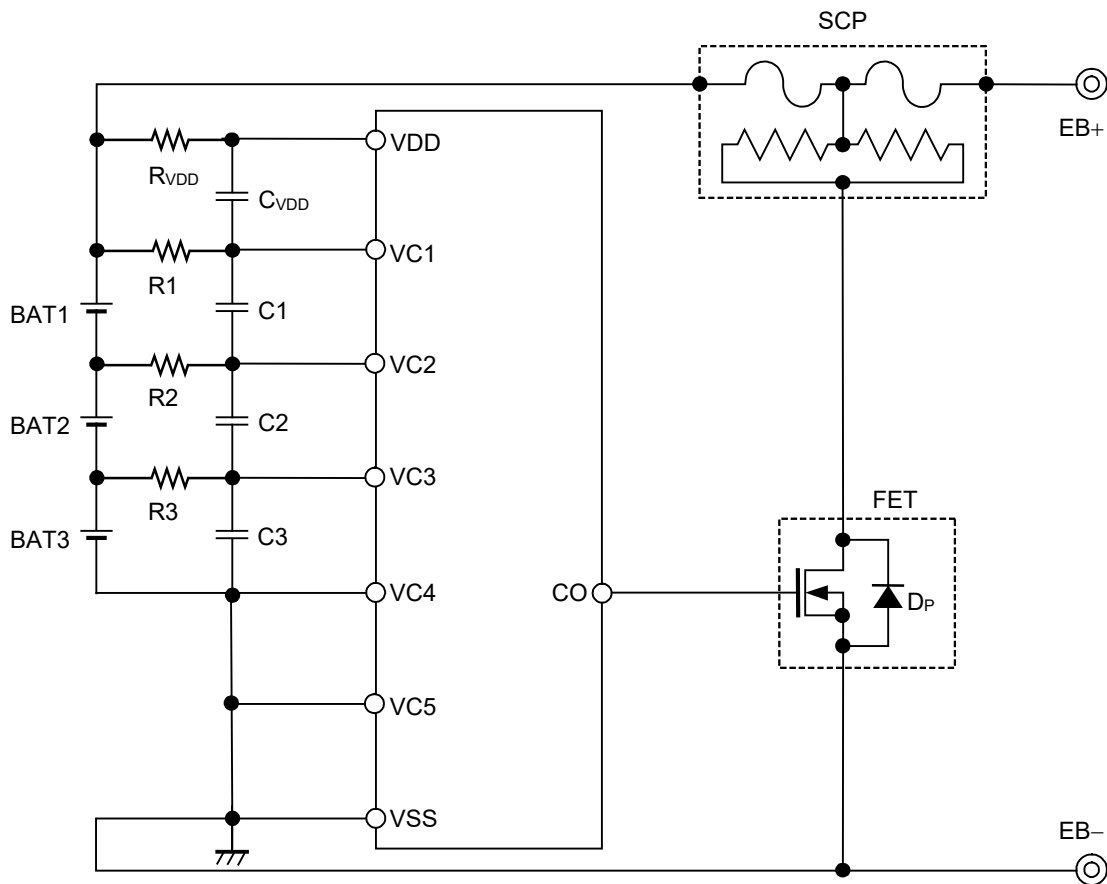 SCP
EB+
VDD
RVDD
CVDD
VC1
R1
BAT1
C1
VC2
R2
BAT2
C2
VC3
R3
BAT3
C3
FET
VC4
CO
DP
VC5
VSS
EB−